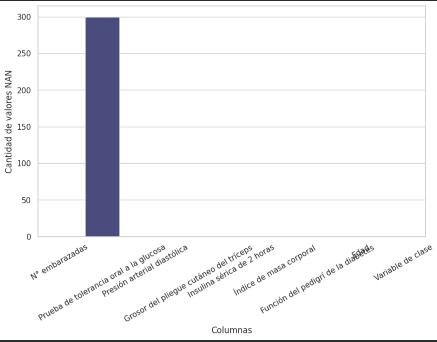 300
250
200
150
100
50
0
Cantidad de valores NAN
N° embarazadas
Prueba de tolerancia oral a la glucosa
Presión arterial diastólica
Grosor del pliegue cutáneo del tríceps
Insulina sérica de 2 horas
Índice de masa corporal
Función del pedigrí de la diabetes
Edad
Variable de clase
Columnas